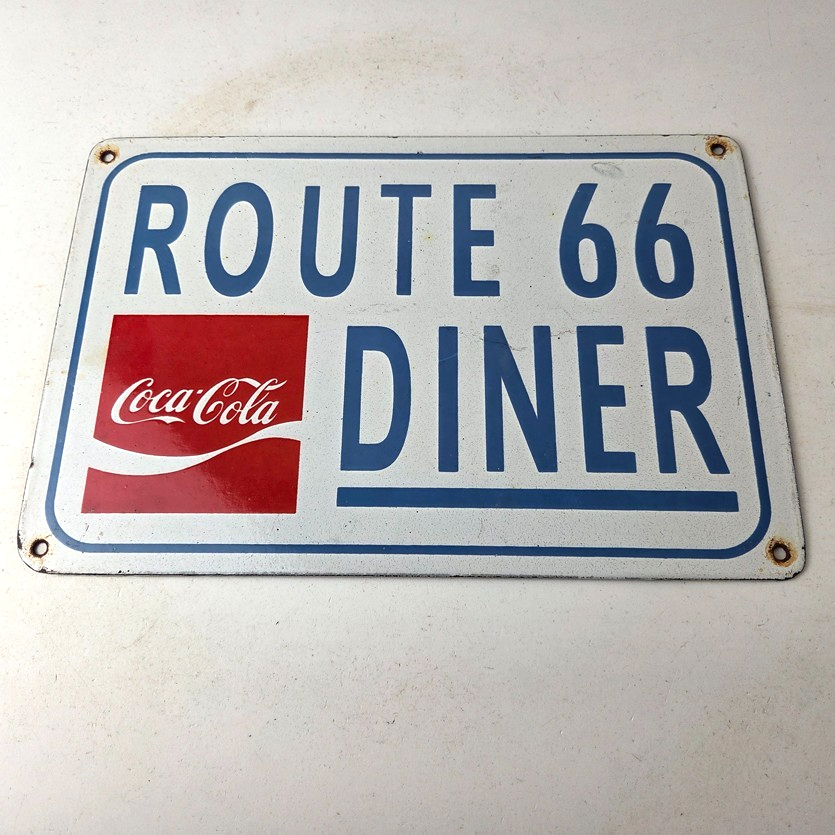 ROUTE 66
Coca-Cola
DINER